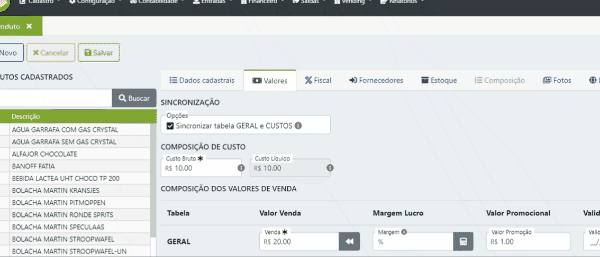 Cadastro Configuração Contabilidade Entradas Financeiro Saídas Vending Relatórios
roduto ✖
Novo ✖ Cancelar Salvar
UTOS CADASTRADOS
Buscar
Descrição
AGUA GARRAFA COM GAS CRYSTAL
AGUA GARRAFA SEM GAS CRYSTAL
ALFAJOR CHOCOLATE
BANOFF FATIA
BEBIDA LACTEA UHT CHOCO TP 200
BOLACHA MARTIN KRANSJES
BOLACHA MARTIN PITMOPPEN
BOLACHA MARTIN RONDE SPRITS
BOLACHA MARTIN SPECULAAS
BOLACHA MARTIN STROOPWAFEL
BOLACHA MARTIN STROOPWAFEL-UN
Dados cadastrais Valores Fiscal Fornecedores Estoque Composição Fotos
SINCRONIZAÇÃO
Opções
Sincronizar tabela GERAL e CUSTOS
COMPOSIÇÃO DE CUSTO
Custo Bruto ✱ Custo Líquido
R$ 10.00 R$ 10.00
COMPOSIÇÃO DOS VALORES DE VENDA
Tabela Valor Venda Margem Lucro Valor Promocional Valid
Venda ✱ Margem Valor Promoção Valid
GERAL R$ 20.00 % R$ 1.00 __/